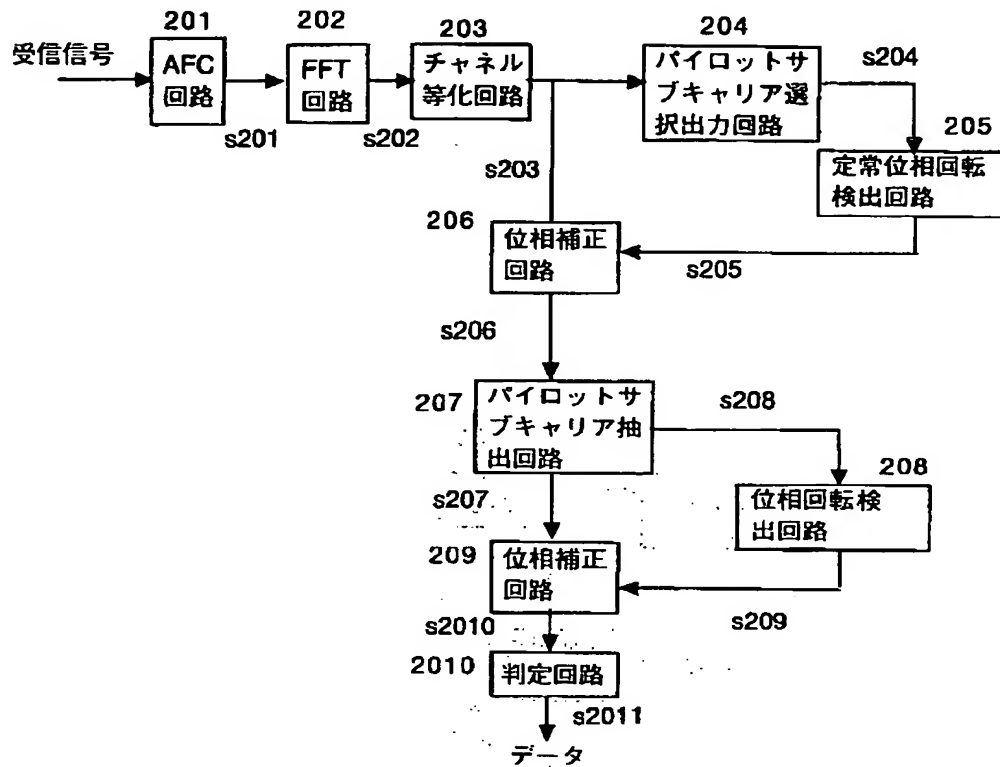 201
202
203
204
受信信号
AFC
回路
FFT
回路
チャネル
等化回路
パイロットサ
ブキャリア選
択出力回路
s204
s201
s202
205
s203
定常位相回転
検出回路
206
位相補正
回路
s205
s206
207
パイロットサ
ブキャリア抽
出回路
s208
208
s207
位相回転検
出回路
209
位相補正
回路
s209
s2010
2010
判定回路
s2011
データ